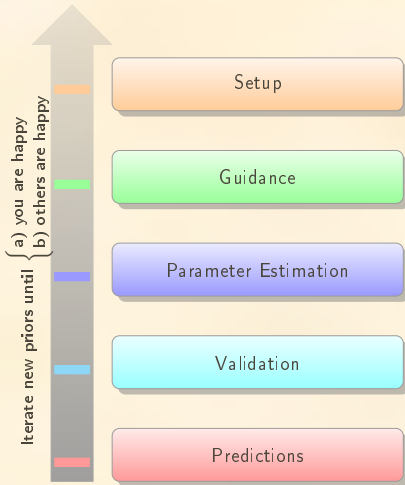 Setup
Guidance
Parameter Estimation
Validation
Predictions
Iterate new priors until {
a) you are happy
b) others are happy